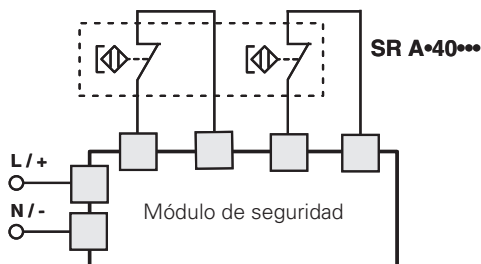 SR A•40•••
L / +
N / -
Módulo de seguridad